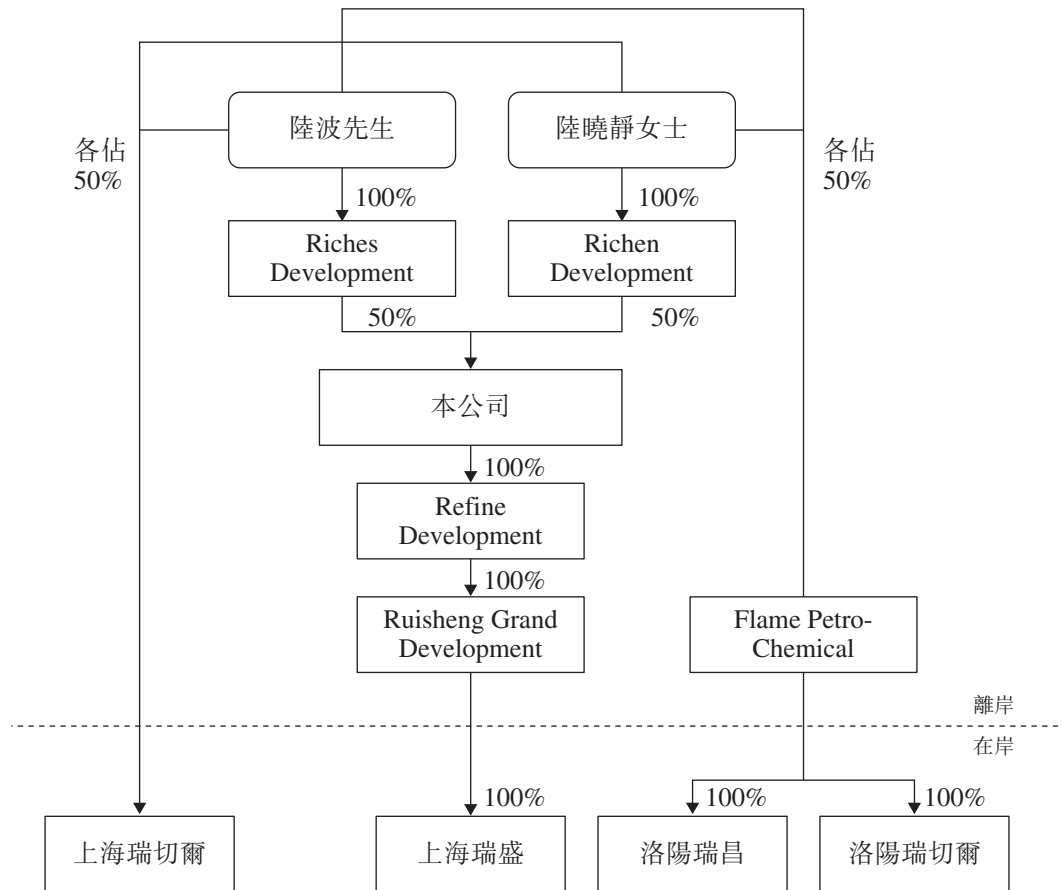 陸波先生
陸曉靜女士
各佔
50%
各佔
50%
100%
100%
Riches
Development
Richen
Development
50%
50%
本公司
100%
Refine
Development
100%
Ruisheng Grand
Development
Flame Petro-
Chemical
離岸
在岸
100%
100%
100%
上海瑞切爾
上海瑞盛
洛陽瑞昌
洛陽瑞切爾